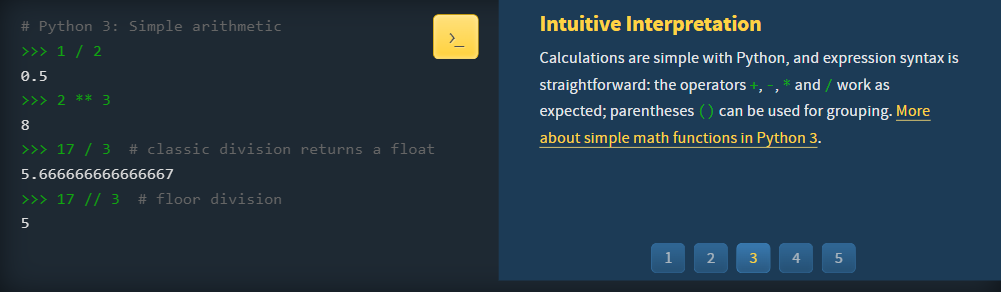 # Python 3: Simple arithmetic
>>> 1 / 2
0.5
>>> 2 ** 3
8
>>> 17 / 3  # classic division returns a float
5.666666666666667
>>> 17 // 3  # floor division
5
>_
Intuitive Interpretation
Calculations are simple with Python, and expression syntax is
straightforward: the operators +, -, * and / work as
expected; parentheses () can be used for grouping. More
about simple math functions in Python 3.
1 2 3 4 5